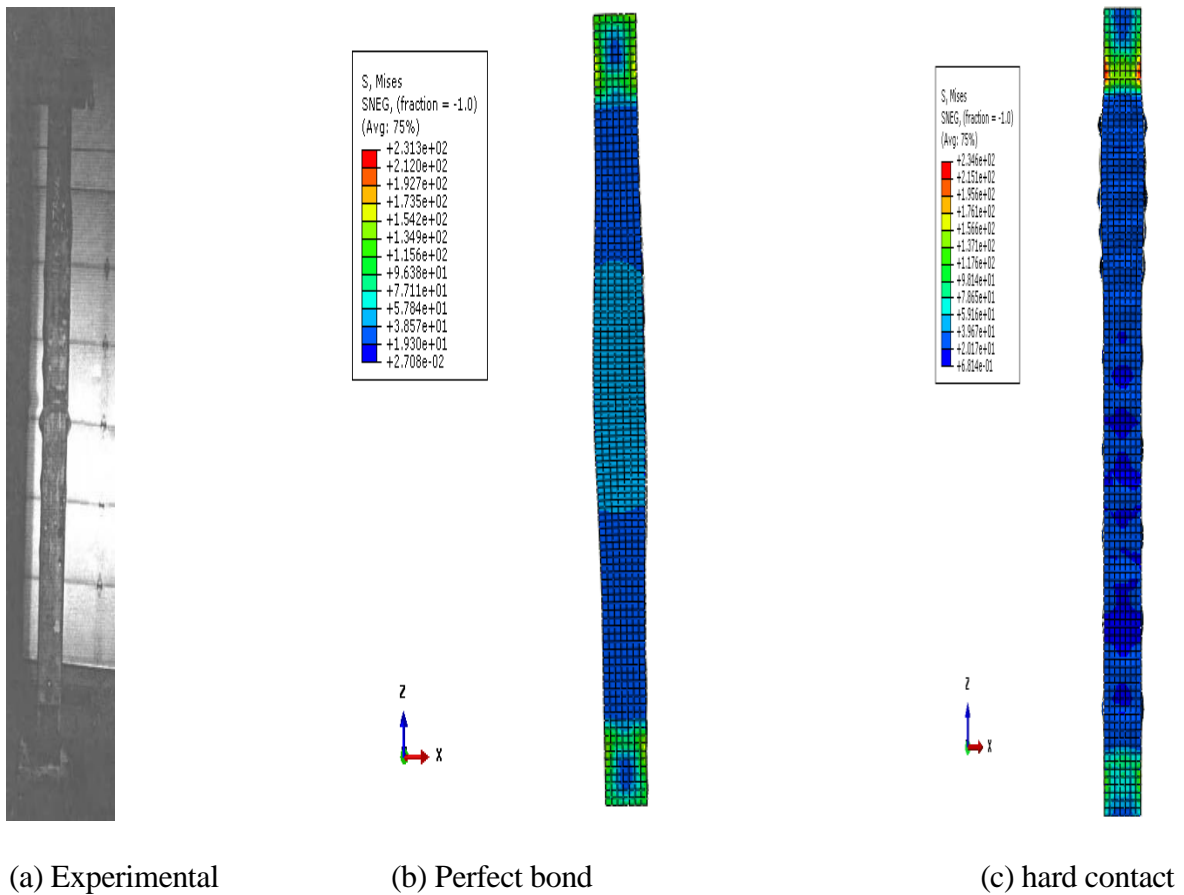 S, Mises
SNEG, (fraction = -1.0)
(Avg: 75%)
+2.313e+02
+2.120e+02
+1.927e+02
+1.735e+02
+1.542e+02
+1.349e+02
+1.156e+02
+9.638e+01
+7.711e+01
+5.784e+01
+3.857e+01
+1.930e+01
+2.708e-02
Z
X
S, Mises
SNEG, (fraction = -1.0)
(Avg: 75%)
+2.346e+02
+2.151e+02
+1.956e+02
+1.761e+02
+1.566e+02
+1.371e+02
+1.176e+02
+9.814e+01
+7.865e+01
+5.916e+01
+3.967e+01
+2.017e+01
+6.814e-01
Z
X
(a) Experimental
(b) Perfect bond
(c) hard contact